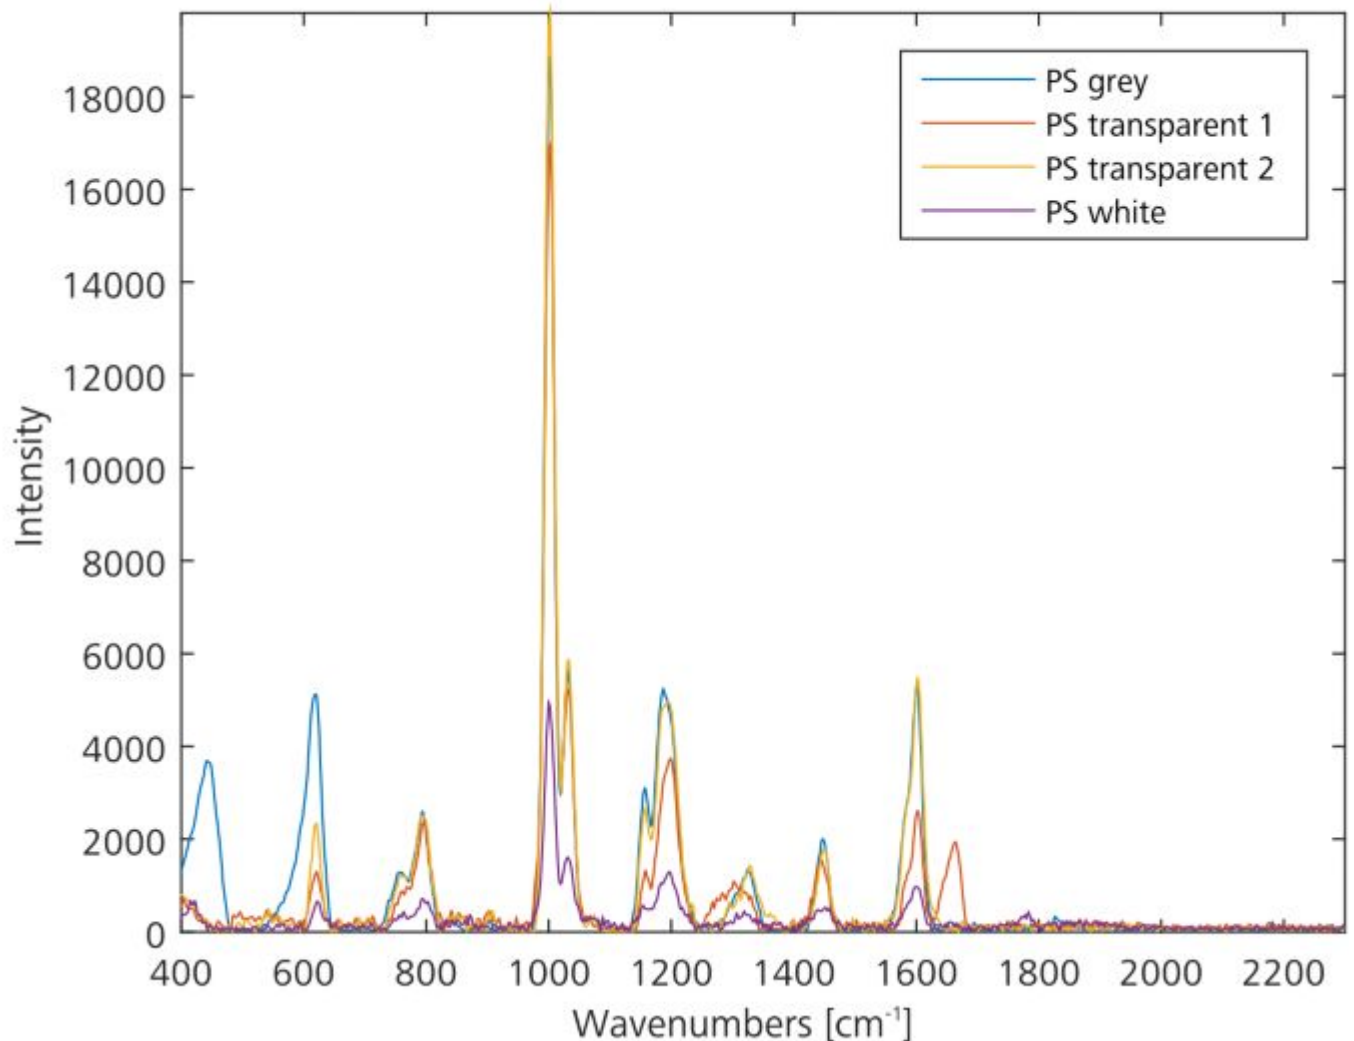 18000
16000
14000
12000
10000
8000
6000
4000
2000
0
Intensity
PS grey
PS transparent 1
PS transparent 2
PS white
400 600 800 1000 1200 1400 1600 1800 2000 2200
Wavenumbers [cm⁻¹]